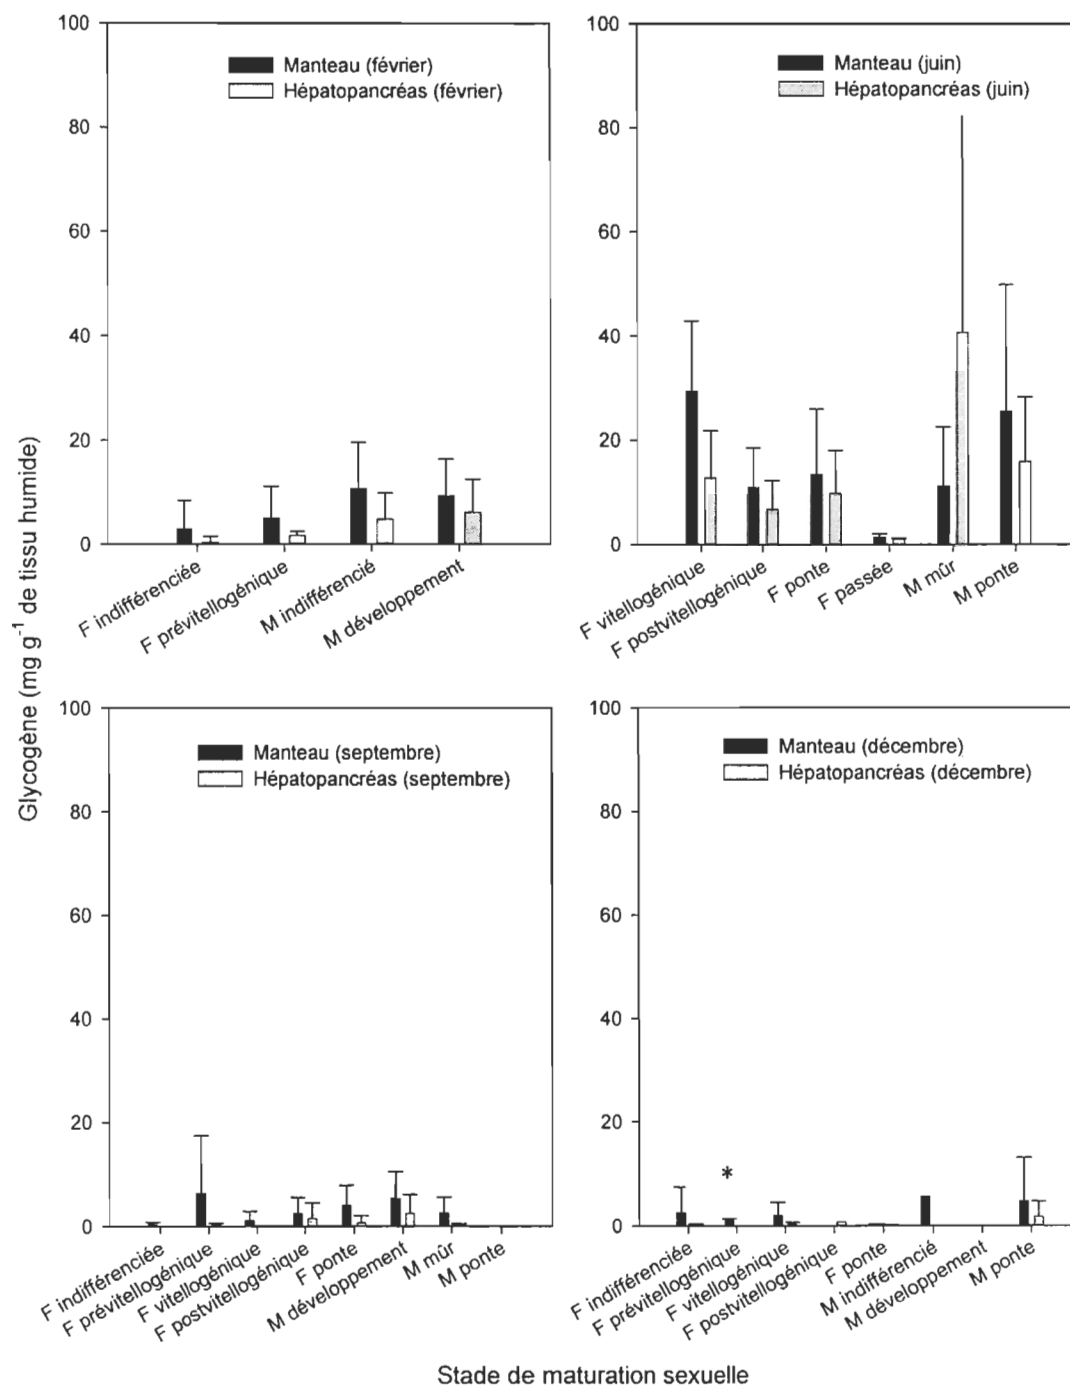 Glycogène (mg g⁻¹ de tissu humide)
100
80
60
40
20
0
Manteau (février)
Hépatopancréas (février)
F indifférenciée
F prévitellogénique
M indifférencié
M développement
100
80
60
40
20
0
Manteau (juin)
Hépatopancréas (juin)
F vitellogénique
F postvitellogénique
F ponte
F passée
M mûr
M ponte
100
80
60
40
20
0
Manteau (septembre)
Hépatopancréas (septembre)
F indifférenciée
F prévitellogénique
F vitellogénique
F postvitellogénique
F ponte
M développement
M mûr
M ponte
100
80
60
40
20
0
Manteau (décembre)
Hépatopancréas (décembre)
*
F indifférenciée
F prévitellogénique
F vitellogénique
F postvitellogénique
F ponte
M indifférencié
M développement
M ponte
Stade de maturation sexuelle